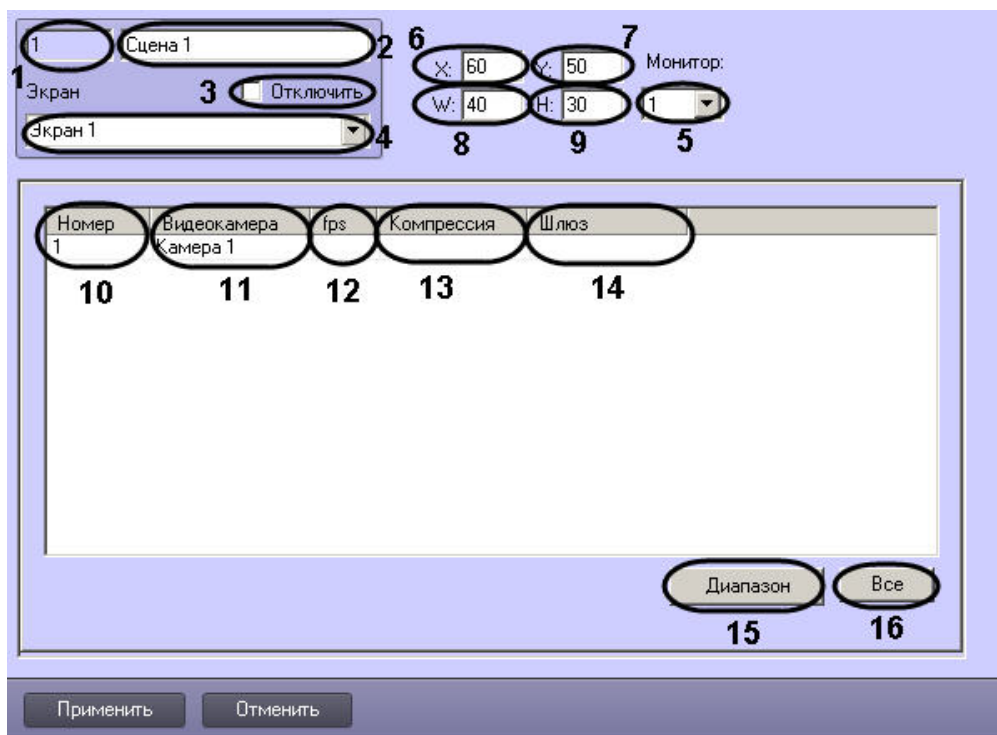 1 Сцена 1 2
1
Экран 3 Отключить
Экран 1 4
6 7
X: 60 Y: 50 Монитор:
W: 40 H: 30 1
8 9 5
Номер Видеокамера fps Компрессия Шлюз
1 Камера 1
10 11 12 13 14
Диапазон Все
15 16
Применить Отменить